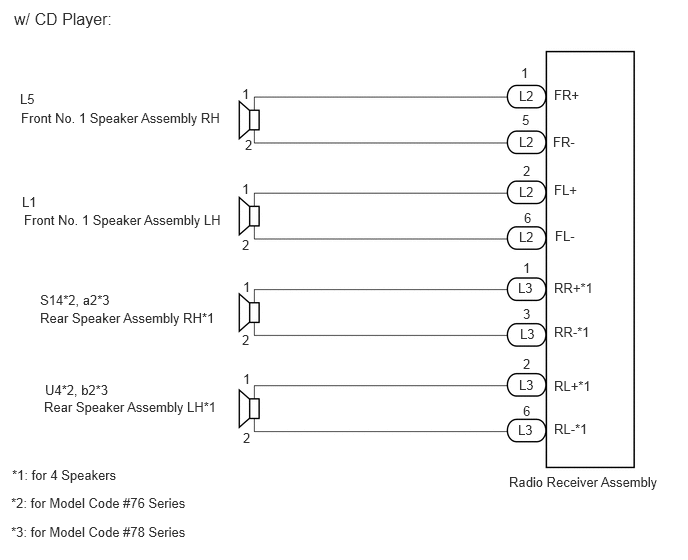 w/ CD Player:
1
L5
1
L2
FR+
Front No. 1 Speaker Assembly RH
5
2
L2
FR-
2
1
L2
FL+
L1
Front No. 1 Speaker Assembly LH
6
2
L2
FL-
1
1
L3
RR+*1
S14*2, a2*3
Rear Speaker Assembly RH*1
3
2
L3
RR-*1
2
1
L3
RL+*1
U4*2, b2*3
Rear Speaker Assembly LH*1
6
2
L3
RL-*1
*1: for 4 Speakers
Radio Receiver Assembly
*2: for Model Code #76 Series
*3: for Model Code #78 Series